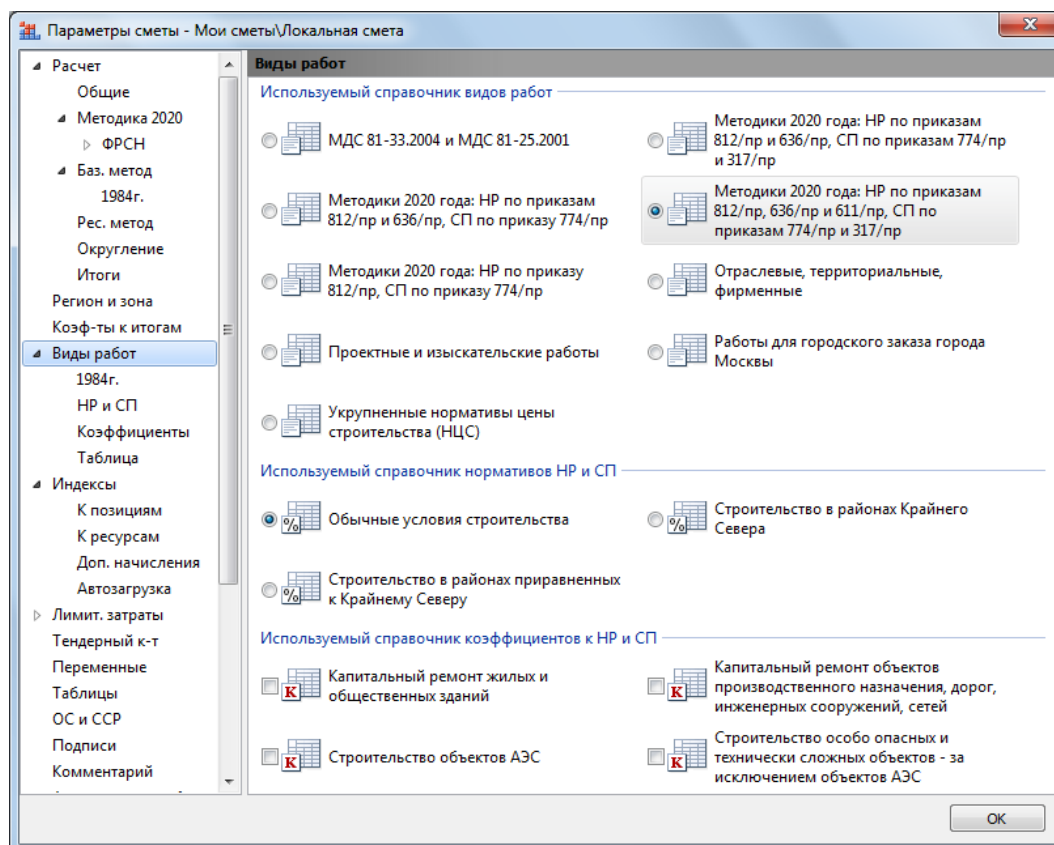 Параметры сметы - Мои сметы\Локальная смета
Расчет
Общие
Методика 2020
ФРСН
Баз. метод
1984г.
Рес. метод
Округление
Итоги
Регион и зона
Коэф-ты к итогам
Виды работ
1984г.
НР и СП
Коэффициенты
Таблица
Индексы
К позициям
К ресурсам
Доп. начисления
Автозагрузка
Лимит. затраты
Тендерный к-т
Переменные
Таблицы
ОС и ССР
Подписи
Комментарий
Виды работ
Используемый справочник видов работ
МДС 81-33.2004 и МДС 81-25.2001
Методики 2020 года: НР по приказам
812/пр и 636/пр, СП по приказам 774/пр
и 317/пр
Методики 2020 года: НР по приказам
812/пр и 636/пр, СП по приказу 774/пр
Методики 2020 года: НР по приказам
812/пр, 636/пр и 611/пр, СП по
приказам 774/пр и 317/пр
Методики 2020 года: НР по приказу
812/пр, СП по приказу 774/пр
Отраслевые, территориальные,
фирменные
Проектные и изыскательские работы
Работы для городского заказа города
Москвы
Укрупненные нормативы цены
строительства (НЦС)
Используемый справочник нормативов НР и СП
% Обычные условия строительства
% Строительство в районах Крайнего
Севера
% Строительство в районах приравненных
к Крайнему Северу
Используемый справочник коэффициентов к НР и СП
К Капитальный ремонт жилых и
общественных зданий
К Капитальный ремонт объектов
производственного назначения, дорог,
инженерных сооружений, сетей
К Строительство объектов АЭС
К Строительство особо опасных и
технически сложных объектов - за
исключением объектов АЭС
ОК